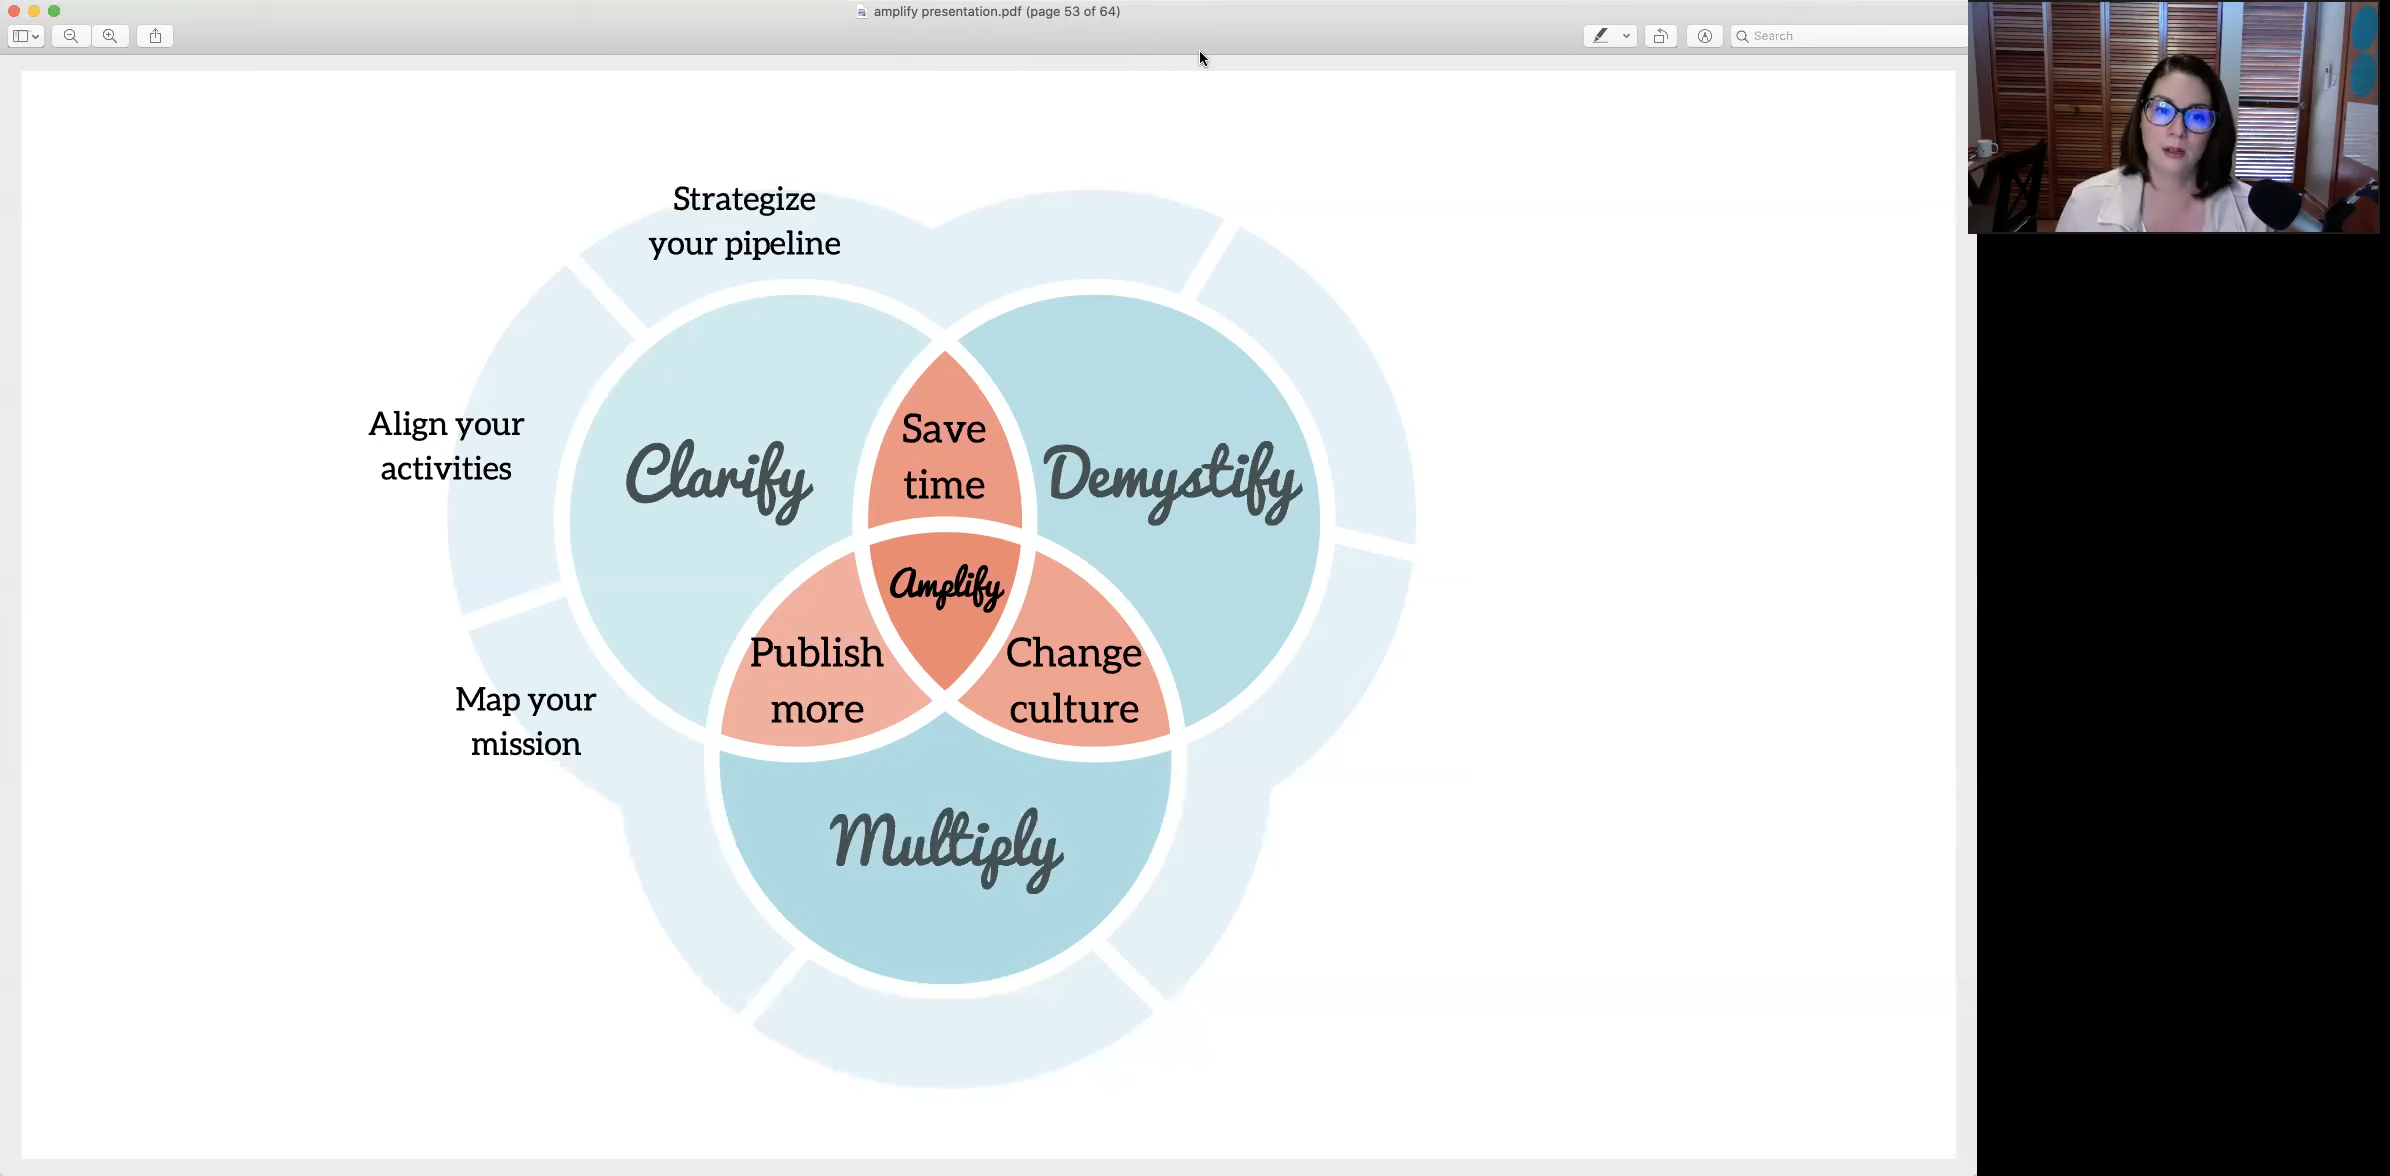 amplify presentation.pdf (page 53 of 64)
Search
Strategize
your pipeline
Align your
activities
Map your
mission
Clarify
Save
time
Demystify
Amplify
Publish
more
Change
culture
Multiply